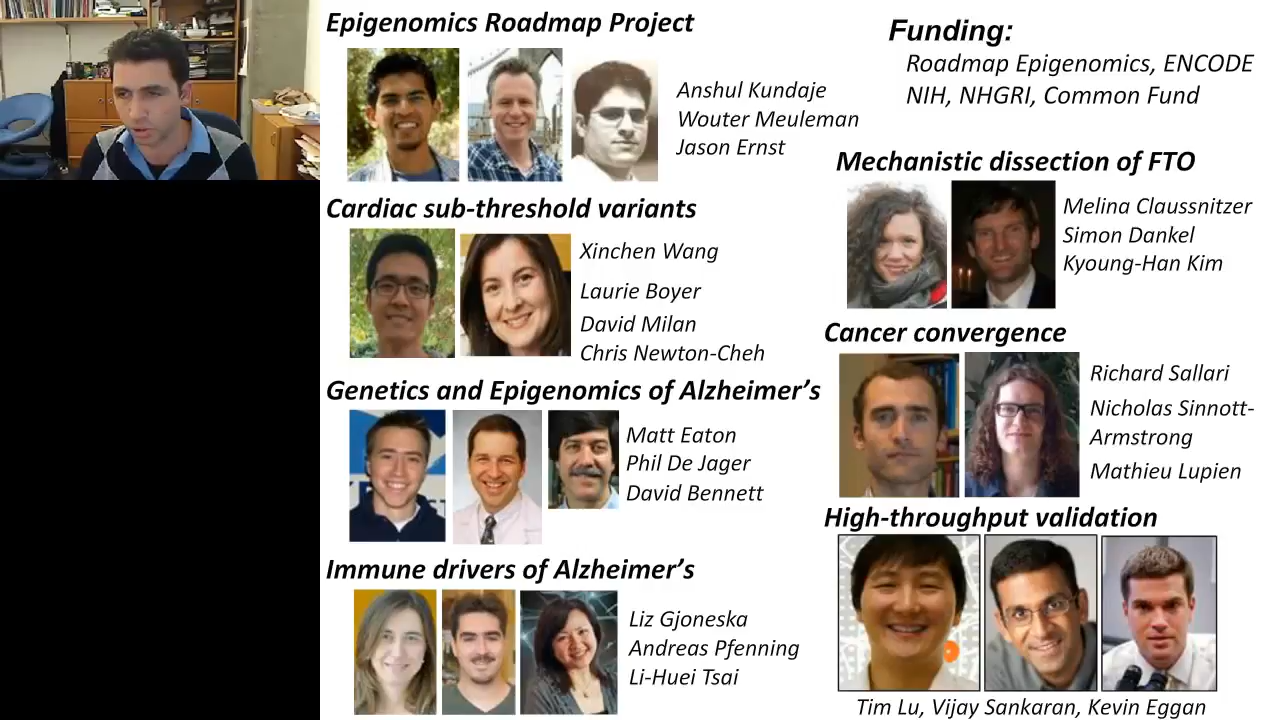 Epigenomics Roadmap Project
Anshul Kundaje
Wouter Meuleman
Jason Ernst
Cardiac sub-threshold variants
Xinchen Wang
Laurie Boyer
David Milan
Chris Newton-Cheh
Genetics and Epigenomics of Alzheimer's
Matt Eaton
Phil De Jager
David Bennett
Immune drivers of Alzheimer's
Liz Gjoneska
Andreas Pfenning
Li-Huei Tsai
Funding:
Roadmap Epigenomics, ENCODE
NIH, NHGRI, Common Fund
Mechanistic dissection of FTO
Melina Claussnitzer
Simon Dankel
Kyoung-Han Kim
Cancer convergence
Richard Sallari
Nicholas Sinnott-
Armstrong
Mathieu Lupien
High-throughput validation
Tim Lu, Vijay Sankaran, Kevin Eggan